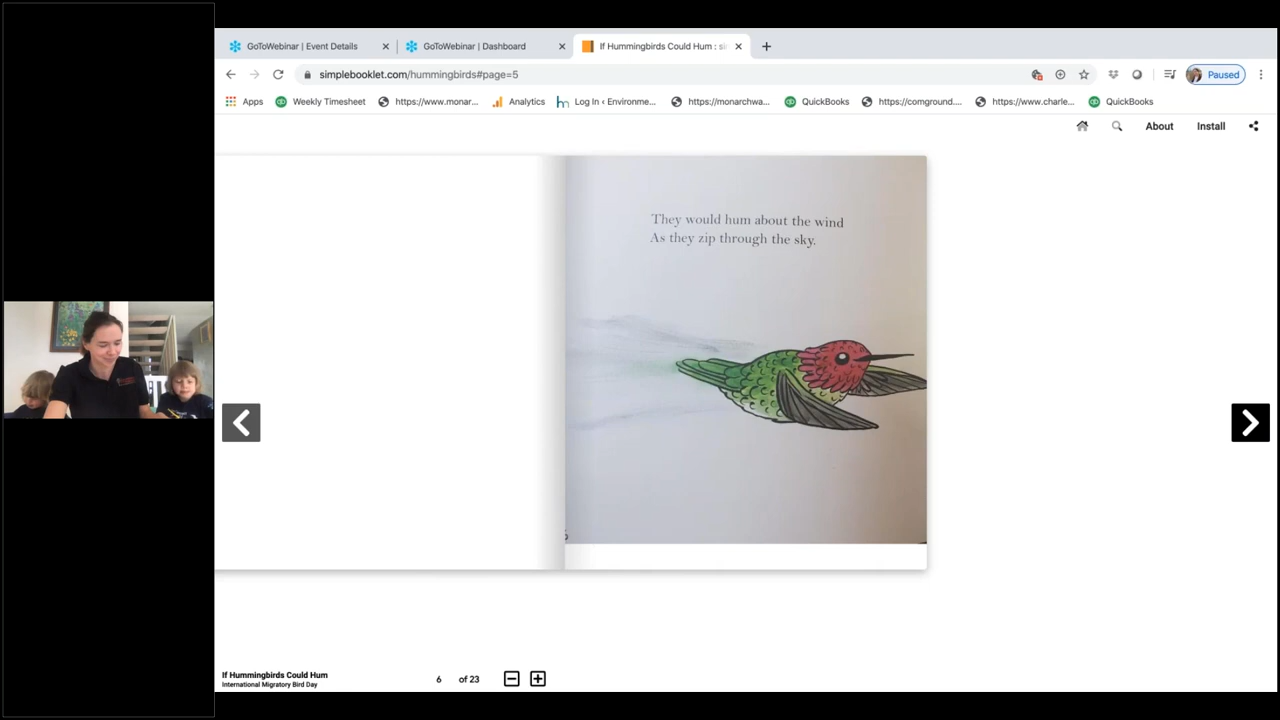 GoToWebinar | Event Details
GoToWebinar | Dashboard
If Hummingbirds Could Hum : si
simplebooklet.com/hummingbirds#page=5
Paused
Apps
Weekly Timesheet
https://www.monar...
Analytics
Log In ‹ Environme...
https://monarchwa...
QuickBooks
https://comground....
https://www.charle...
QuickBooks
About
Install
They would hum about the wind
As they zip through the sky.
If Hummingbirds Could Hum
International Migratory Bird Day
6 of 23